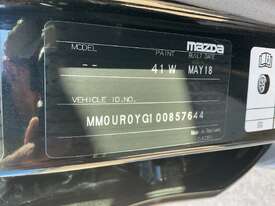 mazda
MODEL PAINT BUILT DATE
-- 41W MAY18
VEHICLE ID.NO.
MM0UR0YG100857644